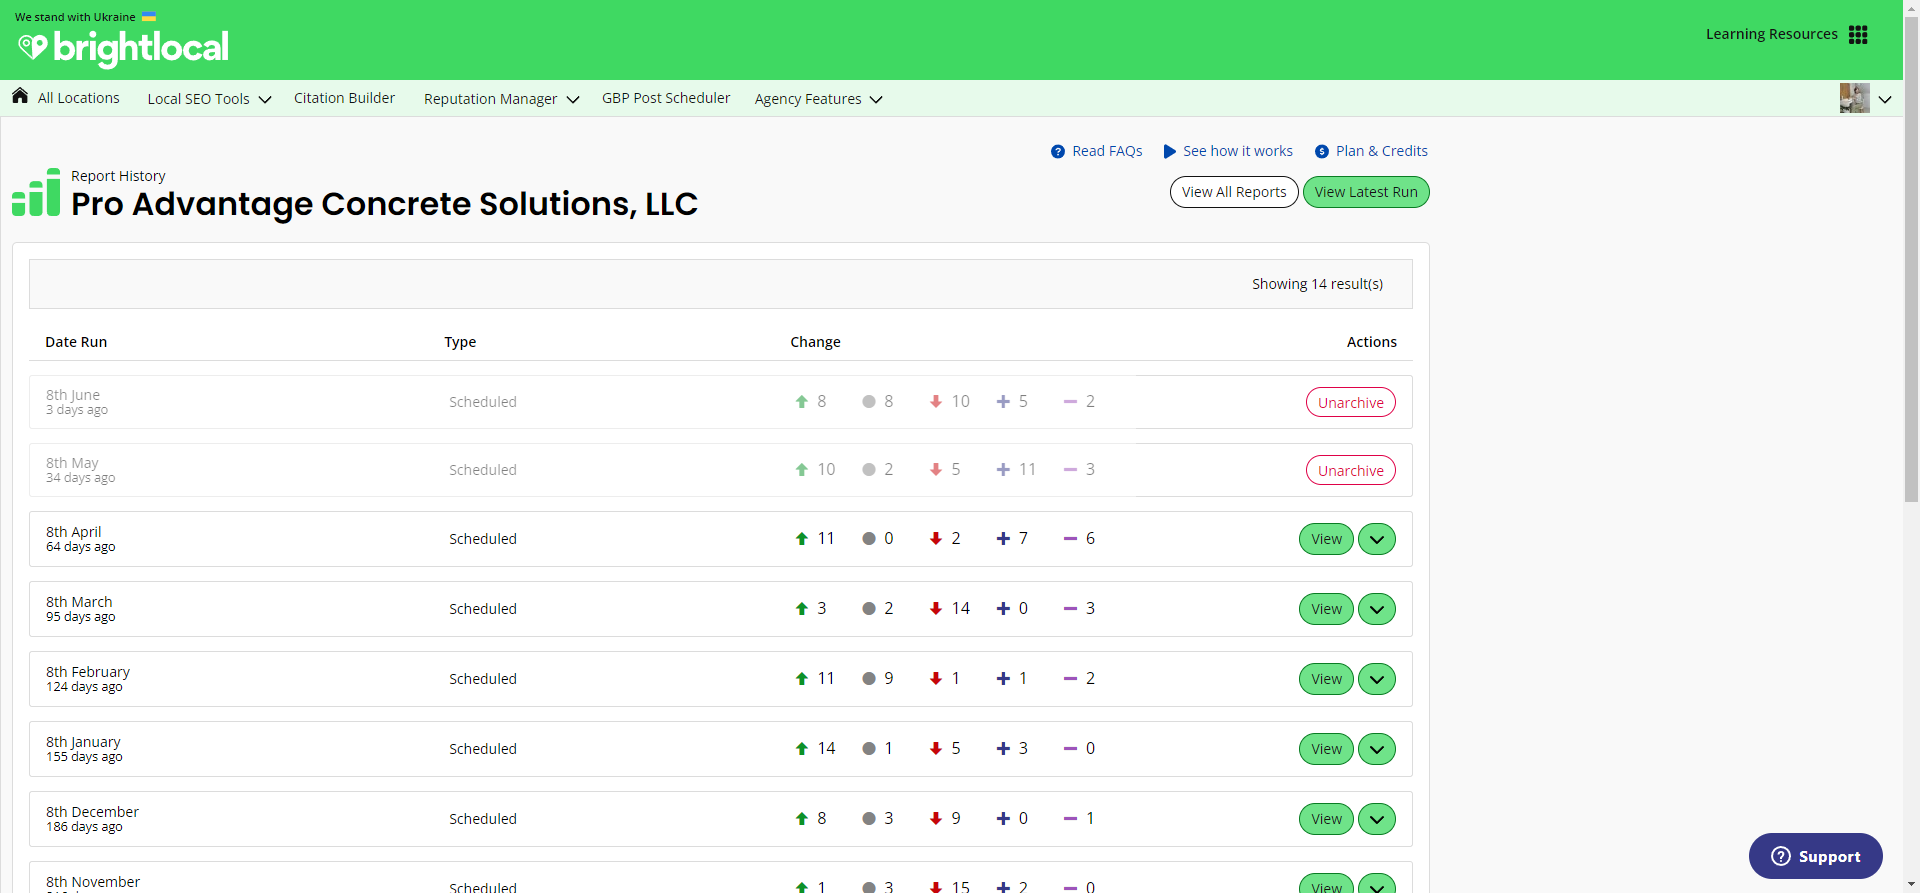 We stand with Ukraine
brightlocal
Learning Resources
All Locations Local SEO Tools Citation Builder Reputation Manager GBP Post Scheduler Agency Features
Read FAQs See how it works Plan & Credits
Report History
Pro Advantage Concrete Solutions, LLC
View All Reports View Latest Run
Showing 14 result(s)
Date Run Type Change Actions
8th June
3 days ago
Scheduled 8 8 10 5 2 Unarchive
8th May
34 days ago
Scheduled 10 2 5 11 3 Unarchive
8th April
64 days ago
Scheduled 11 0 2 7 6 View
8th March
95 days ago
Scheduled 3 2 14 0 3 View
8th February
124 days ago
Scheduled 11 9 1 1 2 View
8th January
155 days ago
Scheduled 14 1 5 3 0 View
8th December
186 days ago
Scheduled 8 3 9 0 1 View
8th November
Scheduled 1 3 15 2 0 View
Support